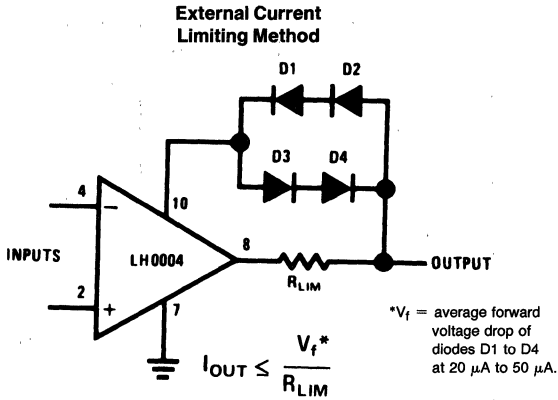 External Current
Limiting Method
D1
D2
D3
D4
10
4
−
INPUTS
LH0004
8
RLIM
OUTPUT
2
+
7
*Vf = average forward
voltage drop of
diodes D1 to D4
at 20 μA to 50 μA.
IOUT ≤ Vf* / RLIM